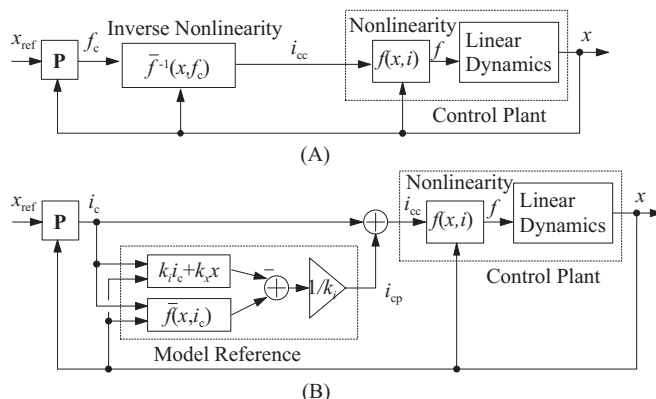 Inverse Nonlinearity
x_ref
P
f_c
f̅ ⁻¹(x,f_c)
i_cc
Nonlinearity
f(x,i)
f
Linear
Dynamics
x
Control Plant
(A)
x_ref
P
i_c
i_cc
Nonlinearity
f(x,i)
f
Linear
Dynamics
x
Control Plant
k_i i_c+k_x x
−
f̅(x,i_c)
1/k_i
i_cp
Model Reference
(B)